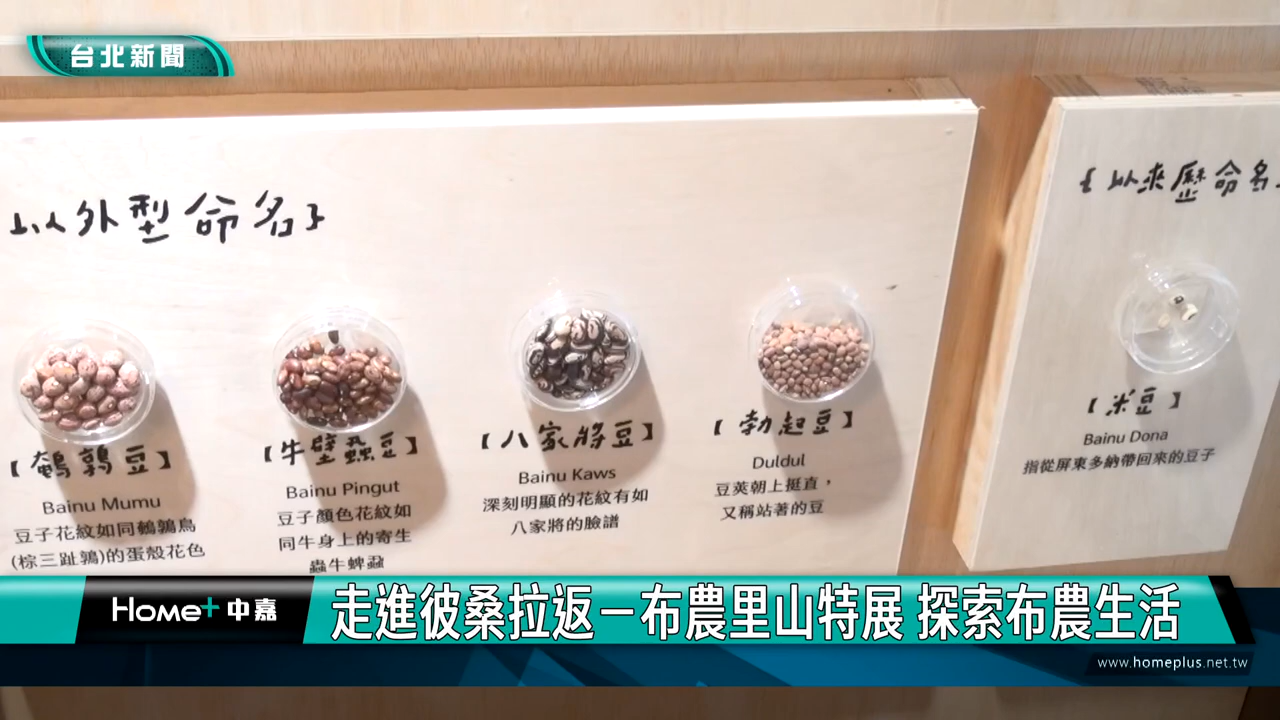 台北新聞
以外型命名}
{以來歷命名
【鵪鶉豆】
Bainu Mumu
豆子花紋如同鵪鶉鳥
(棕三趾鶉)的蛋殼花色
【牛壁蝨豆】
Bainu Pingut
豆子顏色花紋如
同牛身上的寄生
蟲牛蜱蝨
【八家將豆】
Bainu Kaws
深刻明顯的花紋有如
八家將的臉譜
【勃起豆】
Duldul
豆莢朝上挺直，
又稱站著的豆
【米豆】
Bainu Dona
指從屏東多納帶回來的豆子
Home+中嘉
走進彼桑拉返－布農里山特展 探索布農生活
www.homeplus.net.tw